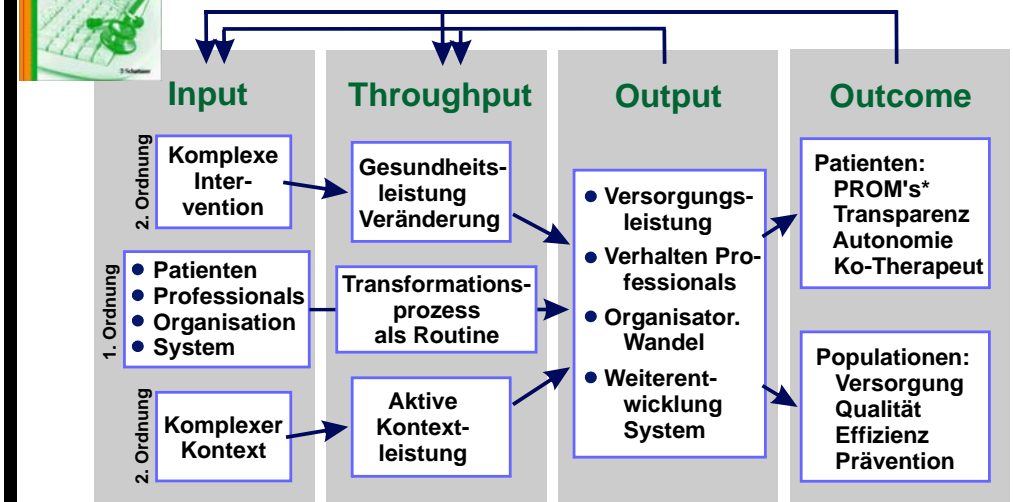 Input
Throughput
Output
Outcome
2. Ordnung
Komplexe
Inter-
vention
1. Ordnung
Patienten
Professionals
Organisation
System
2. Ordnung
Komplexer
Kontext
Gesundheits-
leistung
Veränderung
Transformations-
prozess
als Routine
Aktive
Kontext-
leistung
Versorgungs-
leistung
Verhalten Pro-
fessionals
Organisator.
Wandel
Weiterent-
wicklung
System
Patienten:
PROM's*
Transparenz
Autonomie
Ko-Therapeut
Populationen:
Versorgung
Qualität
Effizienz
Prävention
Schattauer